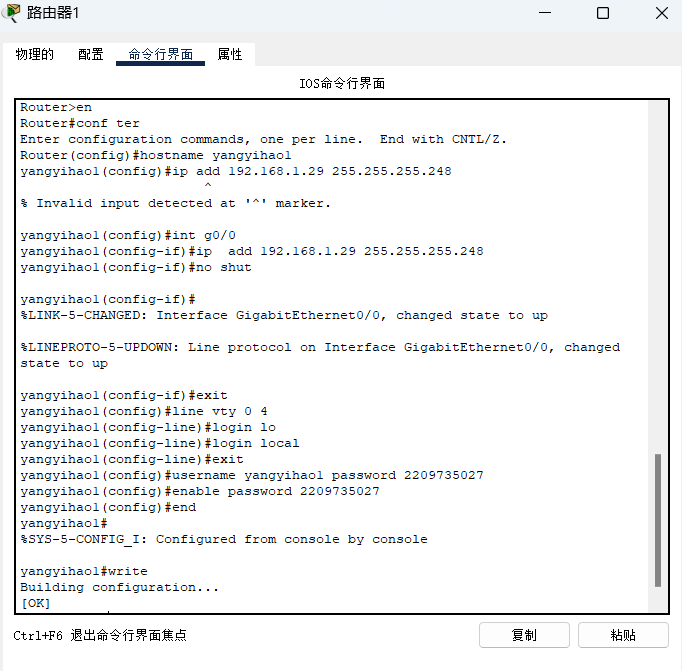 路由器1
物理的 配置 命令行界面 属性
IOS命令行界面
Router>en
Router#conf ter
Enter configuration commands, one per line.  End with CNTL/Z.
Router(config)#hostname yangyihao1
yangyihao1(config)#ip add 192.168.1.29 255.255.255.248
^
% Invalid input detected at '^' marker.
yangyihao1(config)#int g0/0
yangyihao1(config-if)#ip  add 192.168.1.29 255.255.255.248
yangyihao1(config-if)#no shut
yangyihao1(config-if)#
%LINK-5-CHANGED: Interface GigabitEthernet0/0, changed state to up
%LINEPROTO-5-UPDOWN: Line protocol on Interface GigabitEthernet0/0, changed
state to up
yangyihao1(config-if)#exit
yangyihao1(config)#line vty 0 4
yangyihao1(config-line)#login lo
yangyihao1(config-line)#login local
yangyihao1(config-line)#exit
yangyihao1(config)#username yangyihao1 password 2209735027
yangyihao1(config)#enable password 2209735027
yangyihao1(config)#end
yangyihao1#
%SYS-5-CONFIG_I: Configured from console by console
yangyihao1#write
Building configuration...
[OK]
Ctrl+F6 退出命令行界面焦点 复制 粘贴